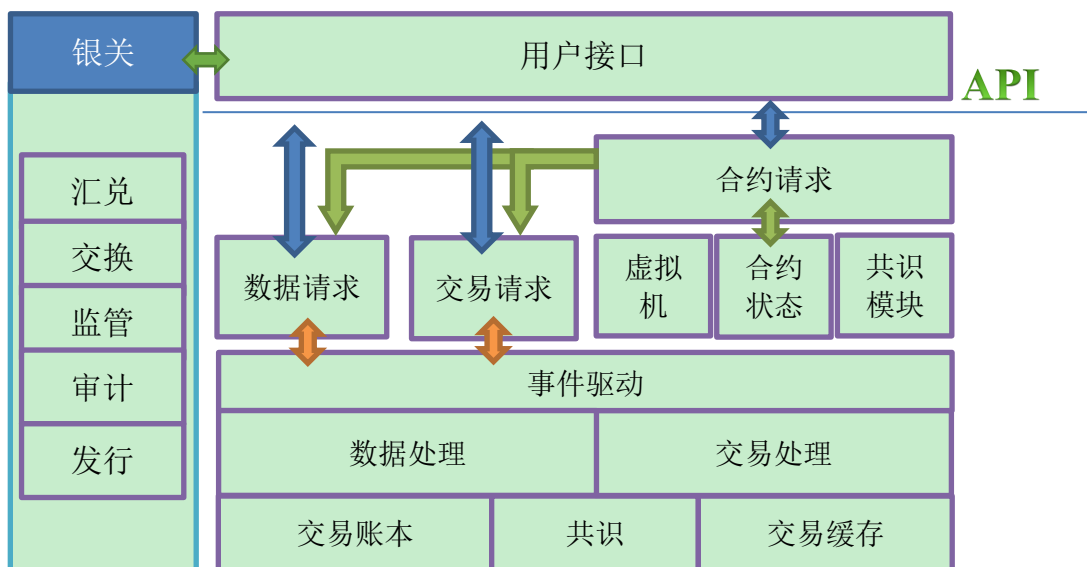 银关
用户接口
API
汇兑
交换
监管
审计
发行
合约请求
数据请求
交易请求
虚拟
机
合约
状态
共识
模块
事件驱动
数据处理
交易处理
交易账本
共识
交易缓存